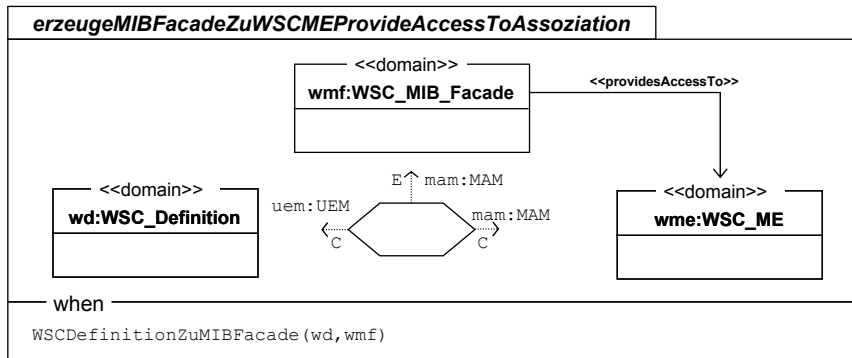 erzeugeMIBFacadeZuWSCMEProvideAccessToAssoziation
<<domain>>
wmf:WSC_MIB_Facade
<<providesAccessTo>>
E mam:MAM
<<domain>>
wd:WSC_Definition
uem:UEM
C
mam:MAM
C
<<domain>>
wme:WSC_ME
when
WSCDefinitionZuMIBFacade(wd,wmf)